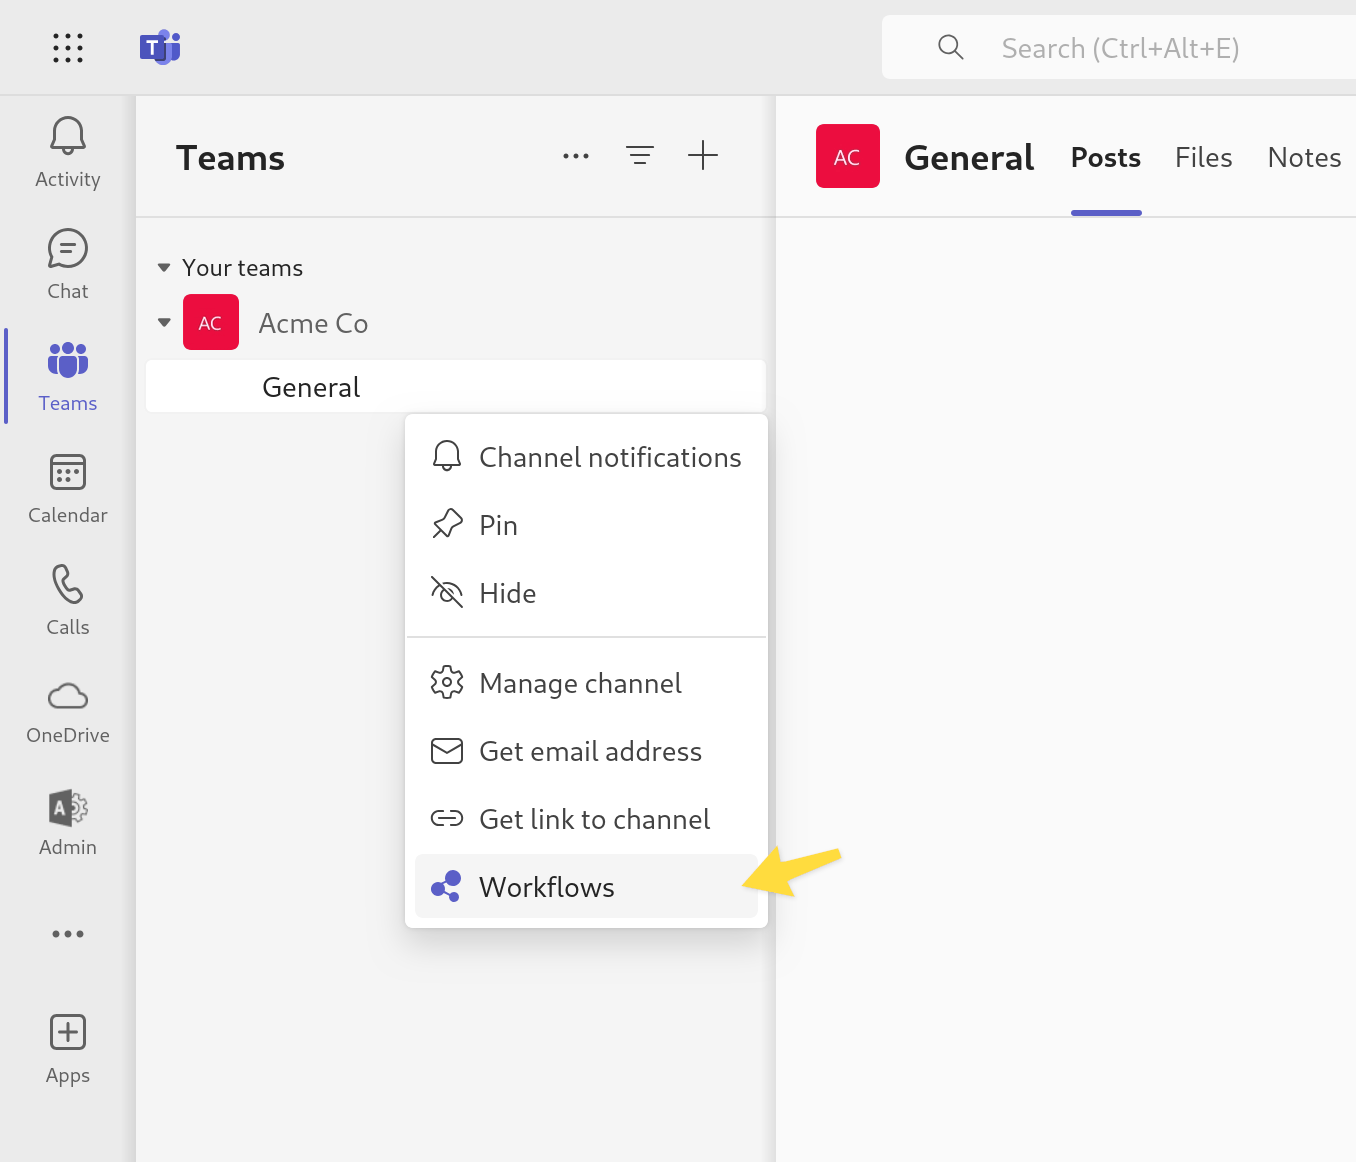 T
Search (Ctrl+Alt+E)
Activity
Chat
Teams
Calendar
Calls
OneDrive
A
Admin
Apps
Teams
Your teams
AC
Acme Co
General
Channel notifications
Pin
Hide
Manage channel
Get email address
Get link to channel
Workflows
AC
General
Posts
Files
Notes